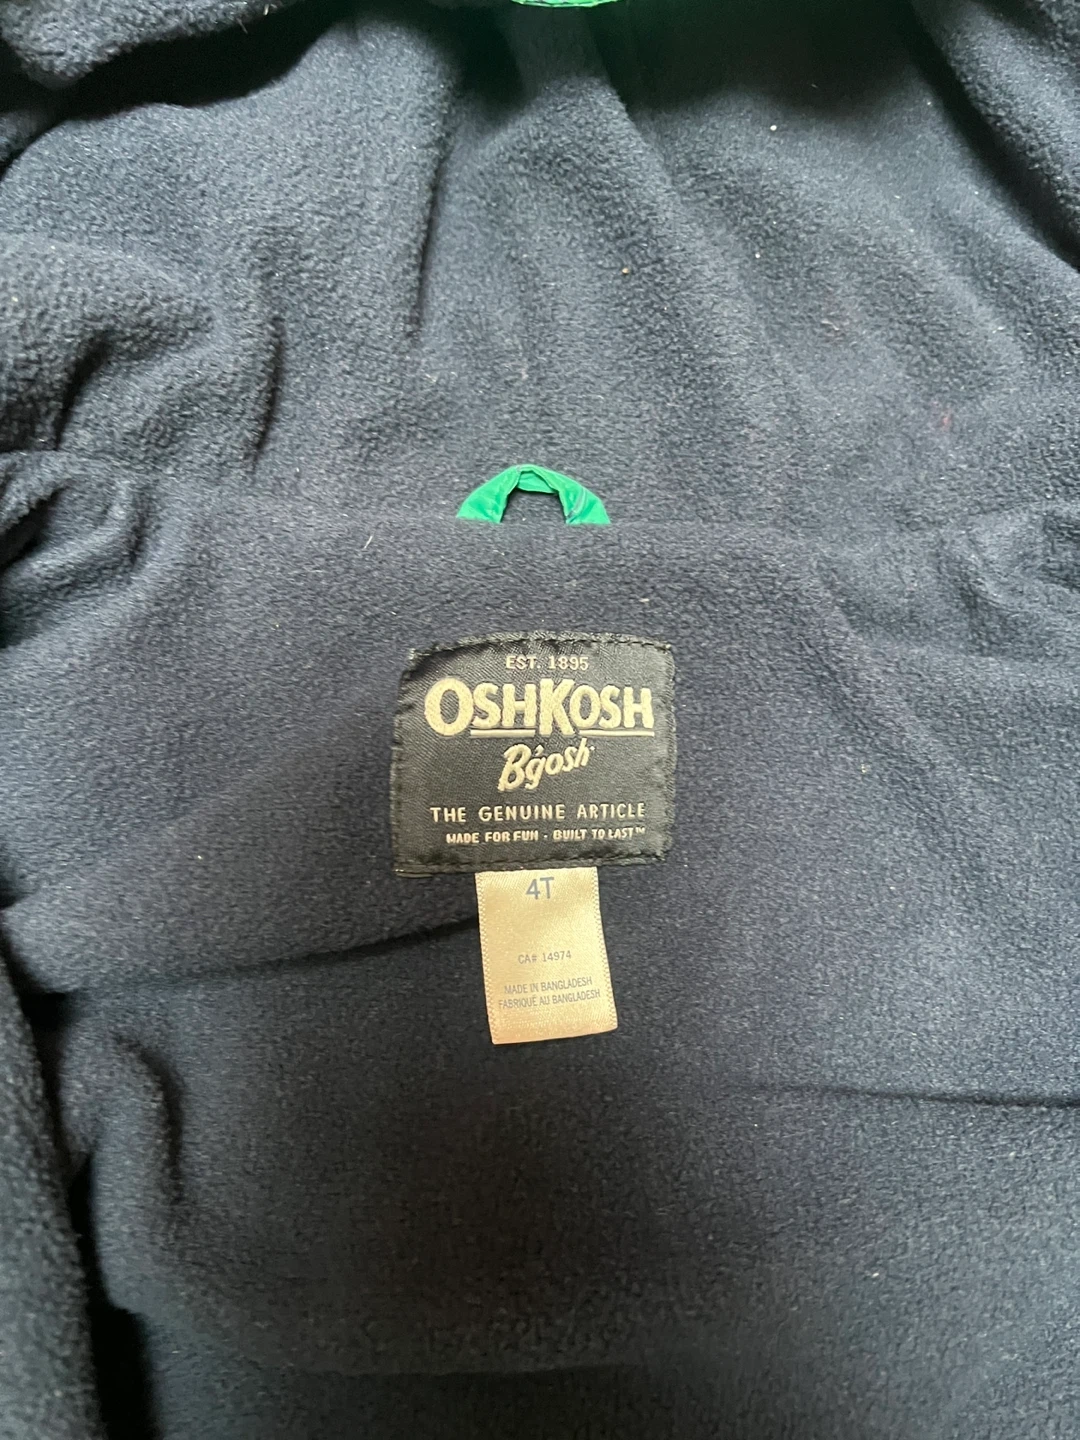 EST. 1895
OSHKOSH
B'gosh
THE GENUINE ARTICLE
MADE FOR FUN · BUILT TO LAST™
4T
CA# 14974
MADE IN BANGLADESH
FABRIQUÉ AU BANGLADESH